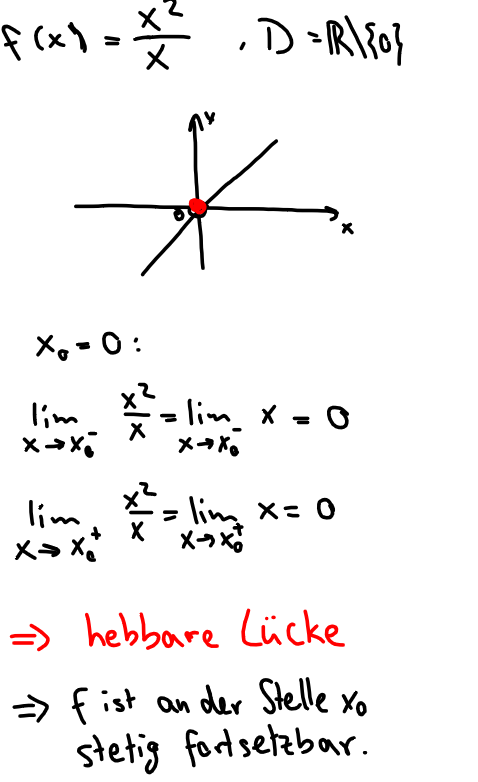 f(x) = x²/x , D = ℝ\{0}
y
0
x
x₀ = 0 :
lim x→x₀⁻ x²/x = lim x→x₀⁻ x = 0
lim x→x₀⁺ x²/x = lim x→x₀⁺ x = 0
⇒ hebbare Lücke
⇒ f ist an der Stelle x₀
stetig fortsetzbar.